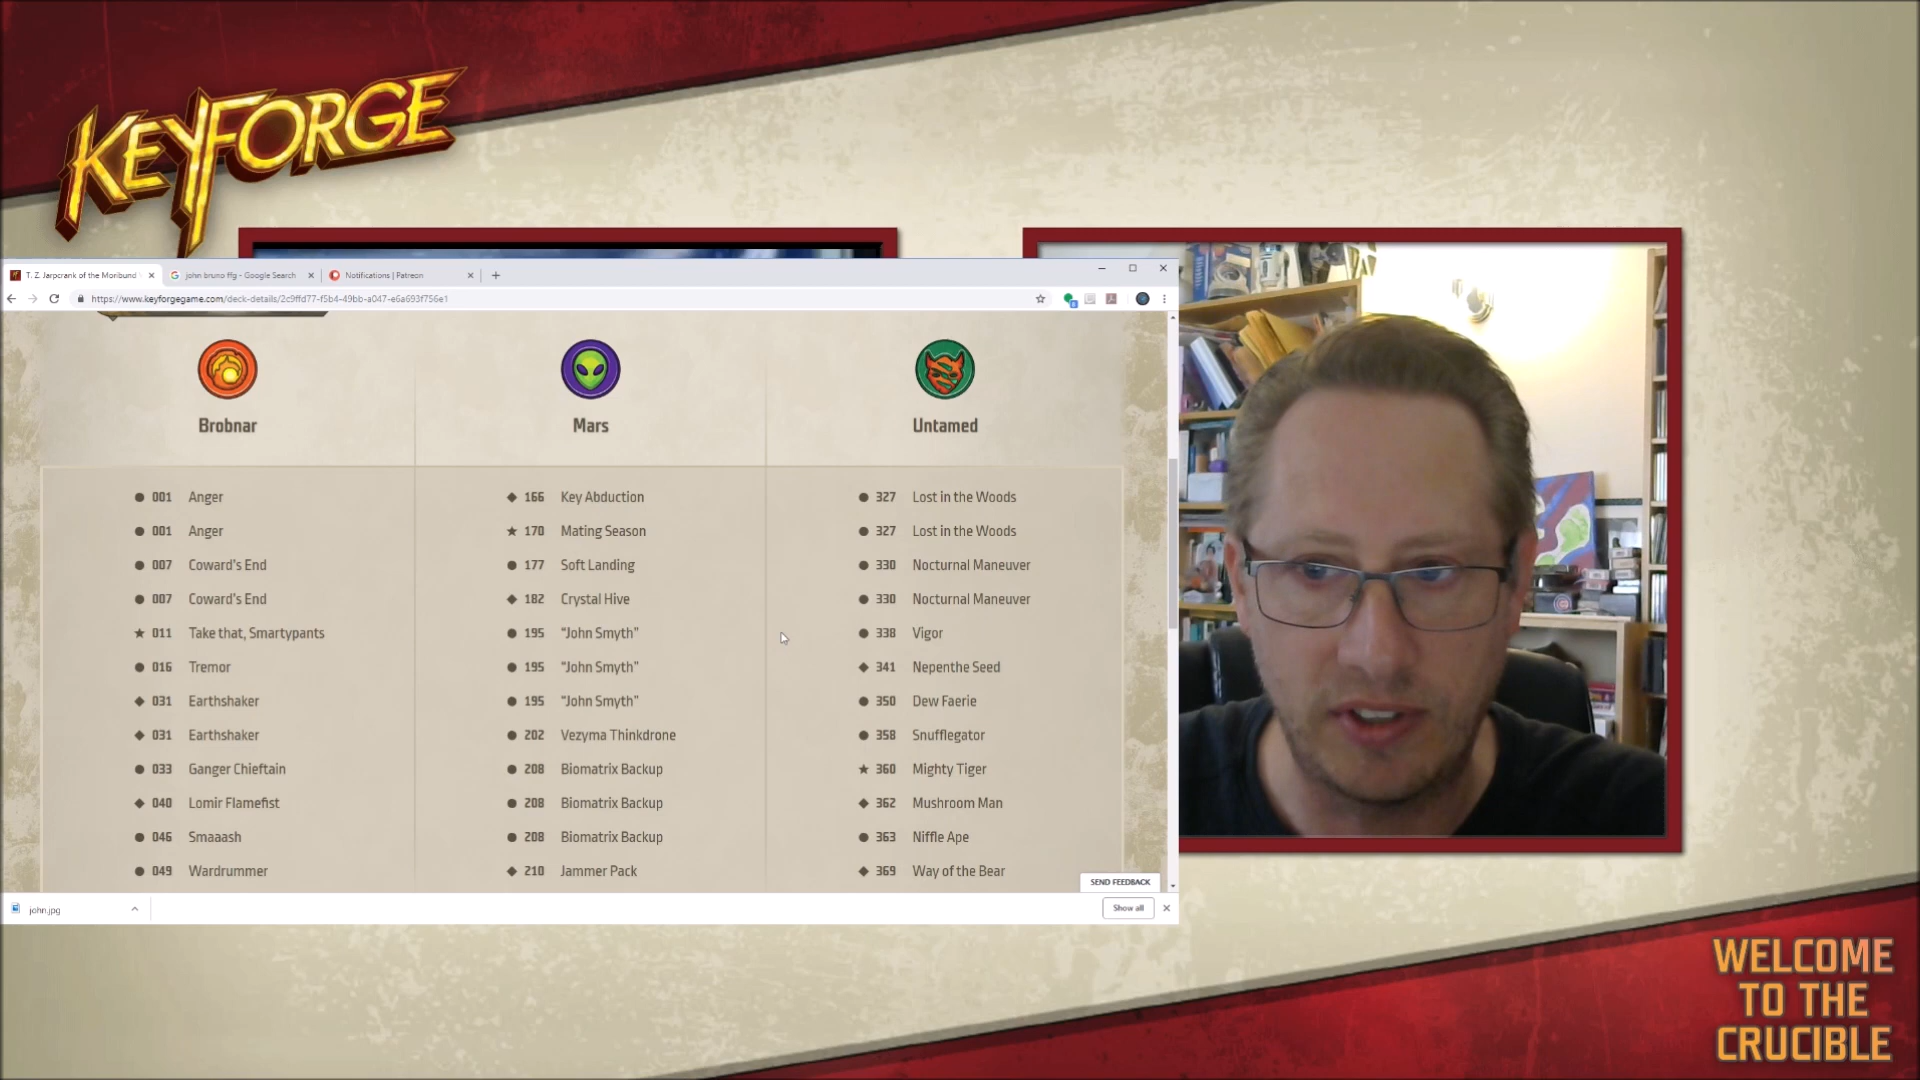 KEYFORGE
T. Z. Jarpcrank of the Moribund
john bruno ffg - Google Search
Notifications | Patreon
https://www.keyforgegame.com/deck-details/2c9ffd77-f5b4-49bb-a047-e6a693f756e1
Brobnar
Mars
Untamed
001 Anger
001 Anger
007 Coward's End
007 Coward's End
011 Take that, Smartypants
016 Tremor
031 Earthshaker
031 Earthshaker
033 Ganger Chieftain
040 Lomir Flamefist
046 Smaaash
049 Wardrummer
166 Key Abduction
170 Mating Season
177 Soft Landing
182 Crystal Hive
195 “John Smyth”
195 “John Smyth”
195 “John Smyth”
202 Vezyma Thinkdrone
208 Biomatrix Backup
208 Biomatrix Backup
208 Biomatrix Backup
210 Jammer Pack
327 Lost in the Woods
327 Lost in the Woods
330 Nocturnal Maneuver
330 Nocturnal Maneuver
338 Vigor
341 Nepenthe Seed
350 Dew Faerie
358 Snufflegator
360 Mighty Tiger
362 Mushroom Man
363 Niffle Ape
369 Way of the Bear
SEND FEEDBACK
john.jpg
Show all
WELCOME
TO THE
CRUCIBLE